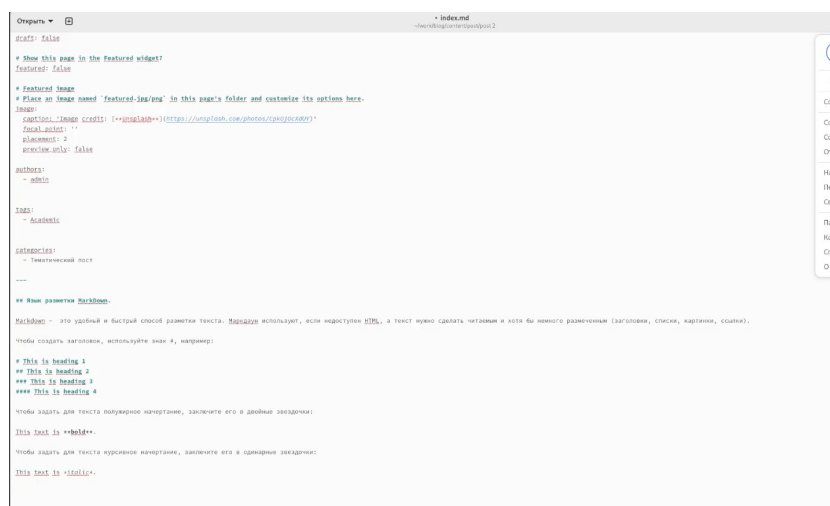 Открыть
• index.md
~/worldblog/content/post/post 2
draft: false
# Show this page in the Featured widget?
featured: false
# Featured image
# Place an image named `featured.jpg/png` in this page's folder and customize its options here.
image:
caption: 'Image credit: [**Unsplash**](https://unsplash.com/photos/CpkOjOcXdUY)'
focal_point: ''
placement: 2
preview_only: false
authors:
- admin
tags:
- Academic
categories:
- Тематический пост
---
## Язык разметки MarkDown.
Markdown - это удобный и быстрый способ разметки текста. Маркдаун используют, если недоступен HTML, а текст нужно сделать читаемым и хотя бы немного размеченным (заголовки, списки, картинки, ссылки).
Чтобы создать заголовок, используйте знак #, например:
# This is heading 1
## This is heading 2
### This is heading 3
#### This is heading 4
Чтобы задать для текста полужирное начертание, заключите его в двойные звездочки:
This text is **bold**.
Чтобы задать для текста курсивное начертание, заключите его в одинарные звездочки:
This text is *italic*.